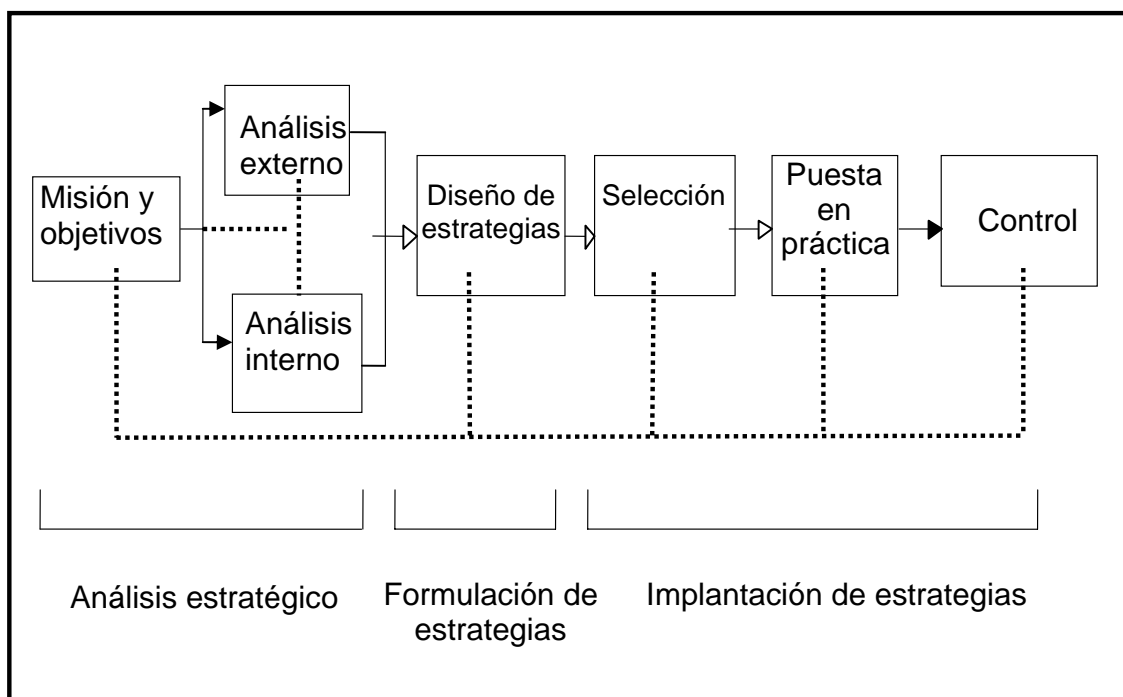 Misión y
objetivos
Análisis
externo
Análisis
interno
Diseño de
estrategias
Selección
Puesta
en
práctica
Control
Análisis estratégico
Formulación de
estrategias
Implantación de estrategias